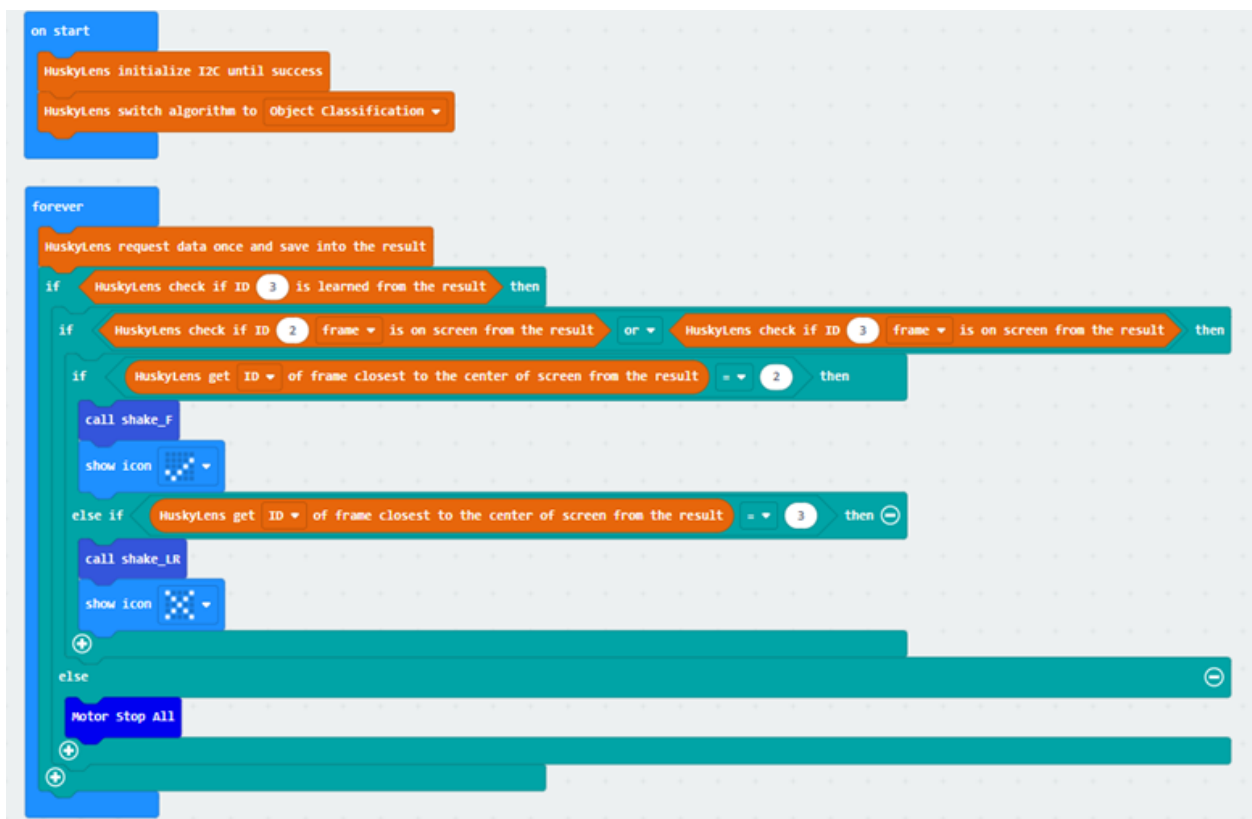 on start
HuskyLens initialize I2C until success
HuskyLens switch algorithm to Object Classification
forever
HuskyLens request data once and save into the result
if HuskyLens check if ID 3 is learned from the result then
if HuskyLens check if ID 2 frame is on screen from the result or HuskyLens check if ID 3 frame is on screen from the result then
if HuskyLens get ID of frame closest to the center of screen from the result = 2 then
call shake_F
show icon
else if HuskyLens get ID of frame closest to the center of screen from the result = 3 then
call shake_LR
show icon
else
Motor Stop All